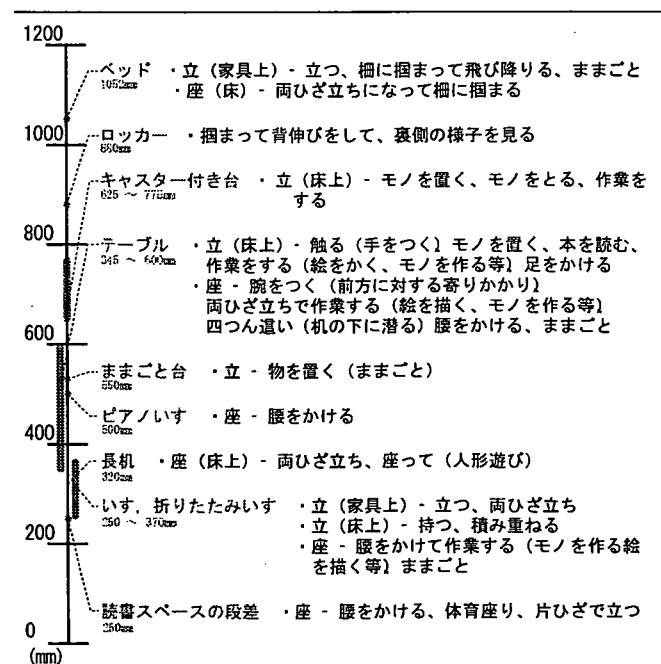 1200
ベッド ・立（家具上）- 立つ、柵に掴まって飛び降りる、ままごと
1052mm ・座（床）- 両ひざ立ちになって柵に掴まる
1000
ロッカー ・掴まって背伸びをして、裏側の様子を見る
880mm
キャスター付き台 ・立（床上）- モノを置く、モノをとる、作業を
625 ～ 775mm する
800
テーブル ・立（床上）- 触る（手をつく）モノを置く、本を読む、
345 ～ 600mm 作業をする（絵をかく、モノを作る等）足をかける
・座 - 腕をつく（前方に対する寄りかかり）
両ひざ立ちで作業する（絵を描く、モノを作る等）
四つん這い（机の下に潜る）腰をかける、ままごと
600
ままごと台 ・立 - 物を置く（ままごと）
550mm
ピアノいす ・座 - 腰をかける
500mm
400
長机 ・座（床上）- 両ひざ立ち、座って（人形遊び）
320mm
いす，折りたたみいす ・立（家具上）- 立つ、両ひざ立ち
250 ～ 370mm ・立（床上）- 持つ、積み重ねる
200
・座 - 腰をかけて作業する（モノを作る絵
を描く等）ままごと
読書スペースの段差 ・座 - 腰をかける、体育座り、片ひざで立つ
250mm
0
(mm)